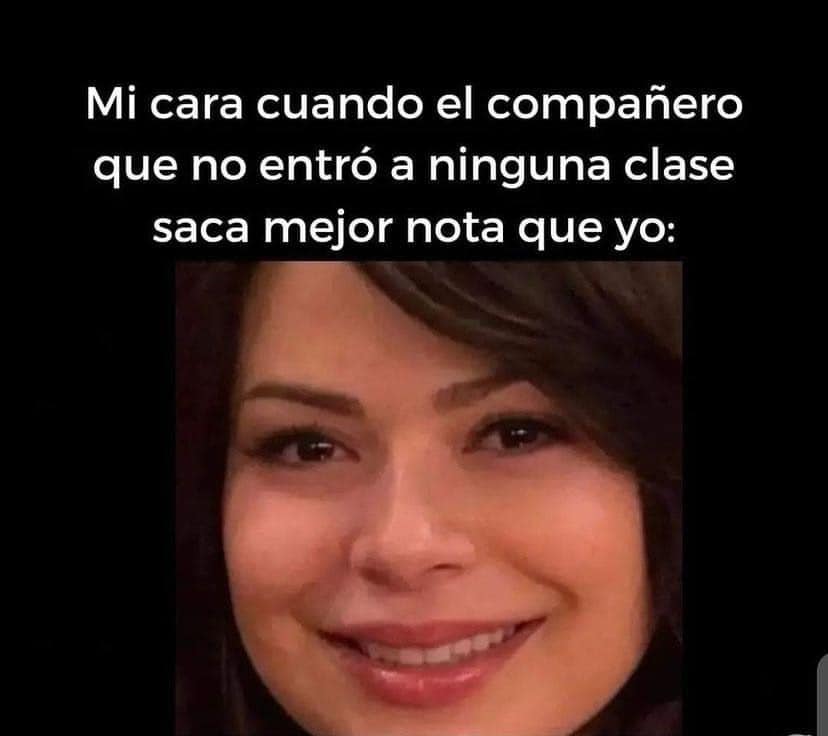 Mi cara cuando el compañero
que no entró a ninguna clase
saca mejor nota que yo: